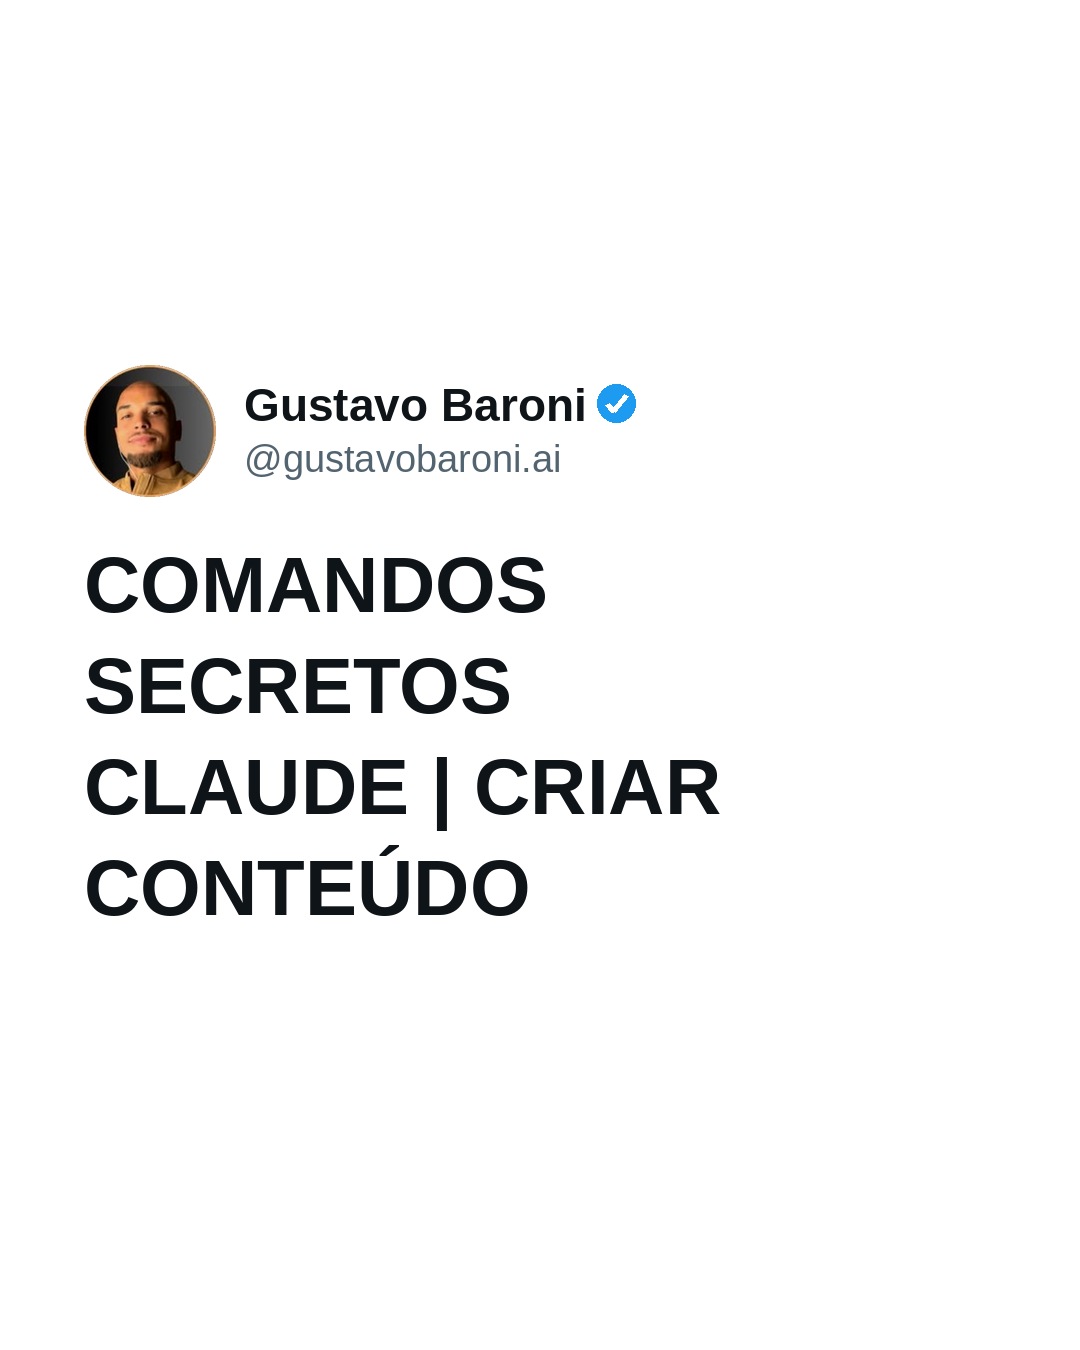 Gustavo Baroni
@gustavobaroni.ai
COMANDOS
SECRETOS
CLAUDE | CRIAR
CONTEÚDO